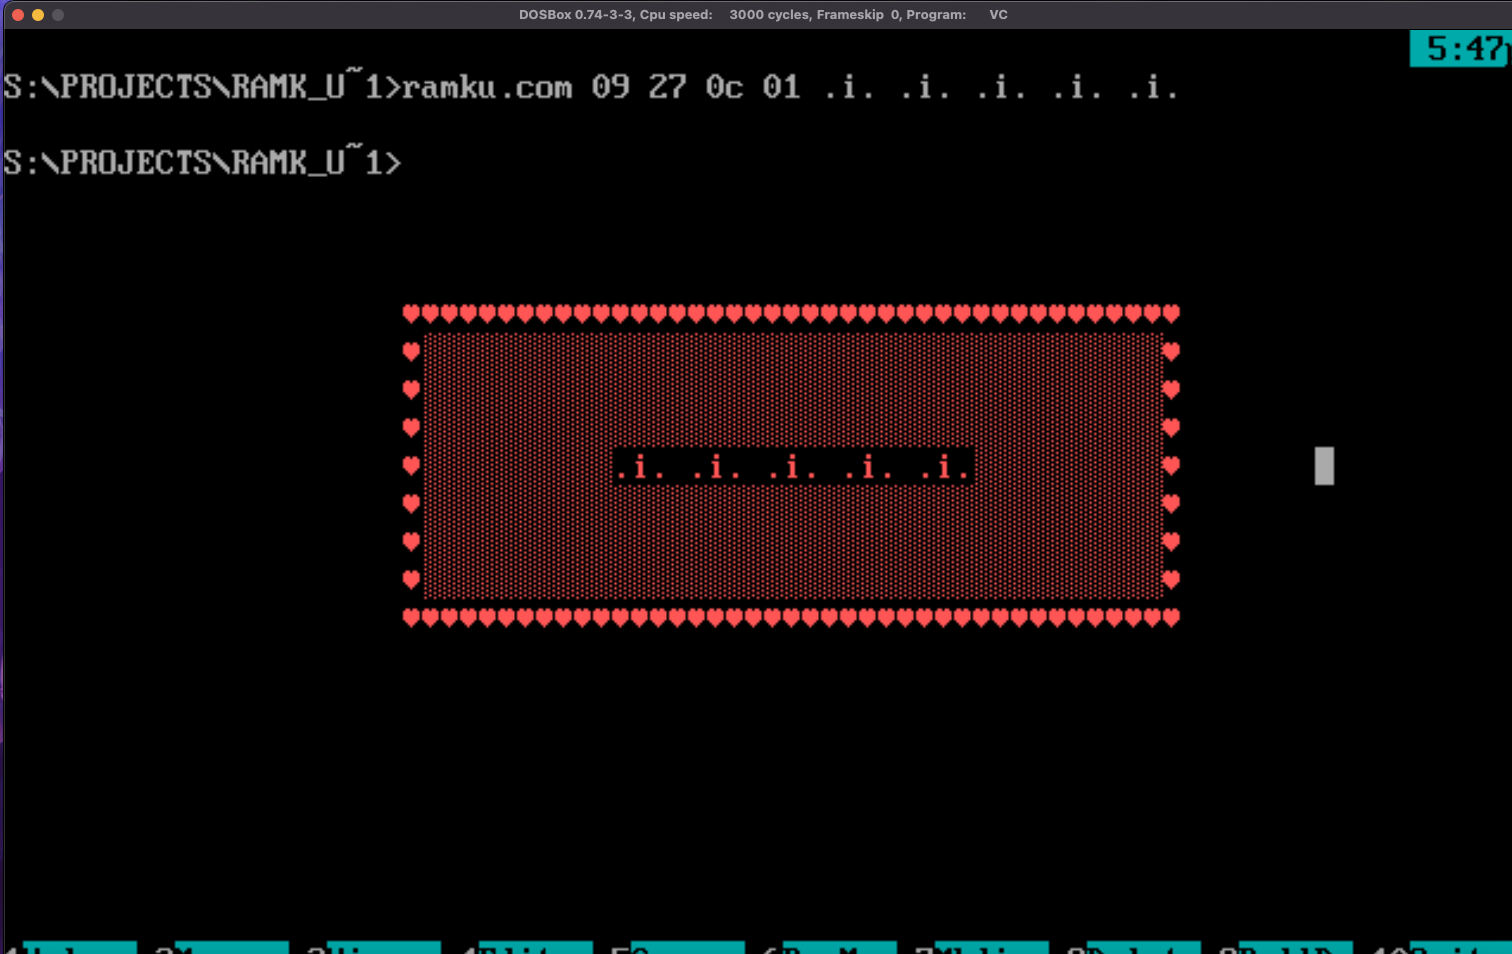 DOSBox 0.74-3-3, Cpu speed: 3000 cycles, Frameskip 0, Program: VC
5:47
S:\PROJECTS\RAMK_U~1>ramku.com 09 27 0c 01 .i. .i. .i. .i. .i.
S:\PROJECTS\RAMK_U~1>
.i. .i. .i. .i. .i.